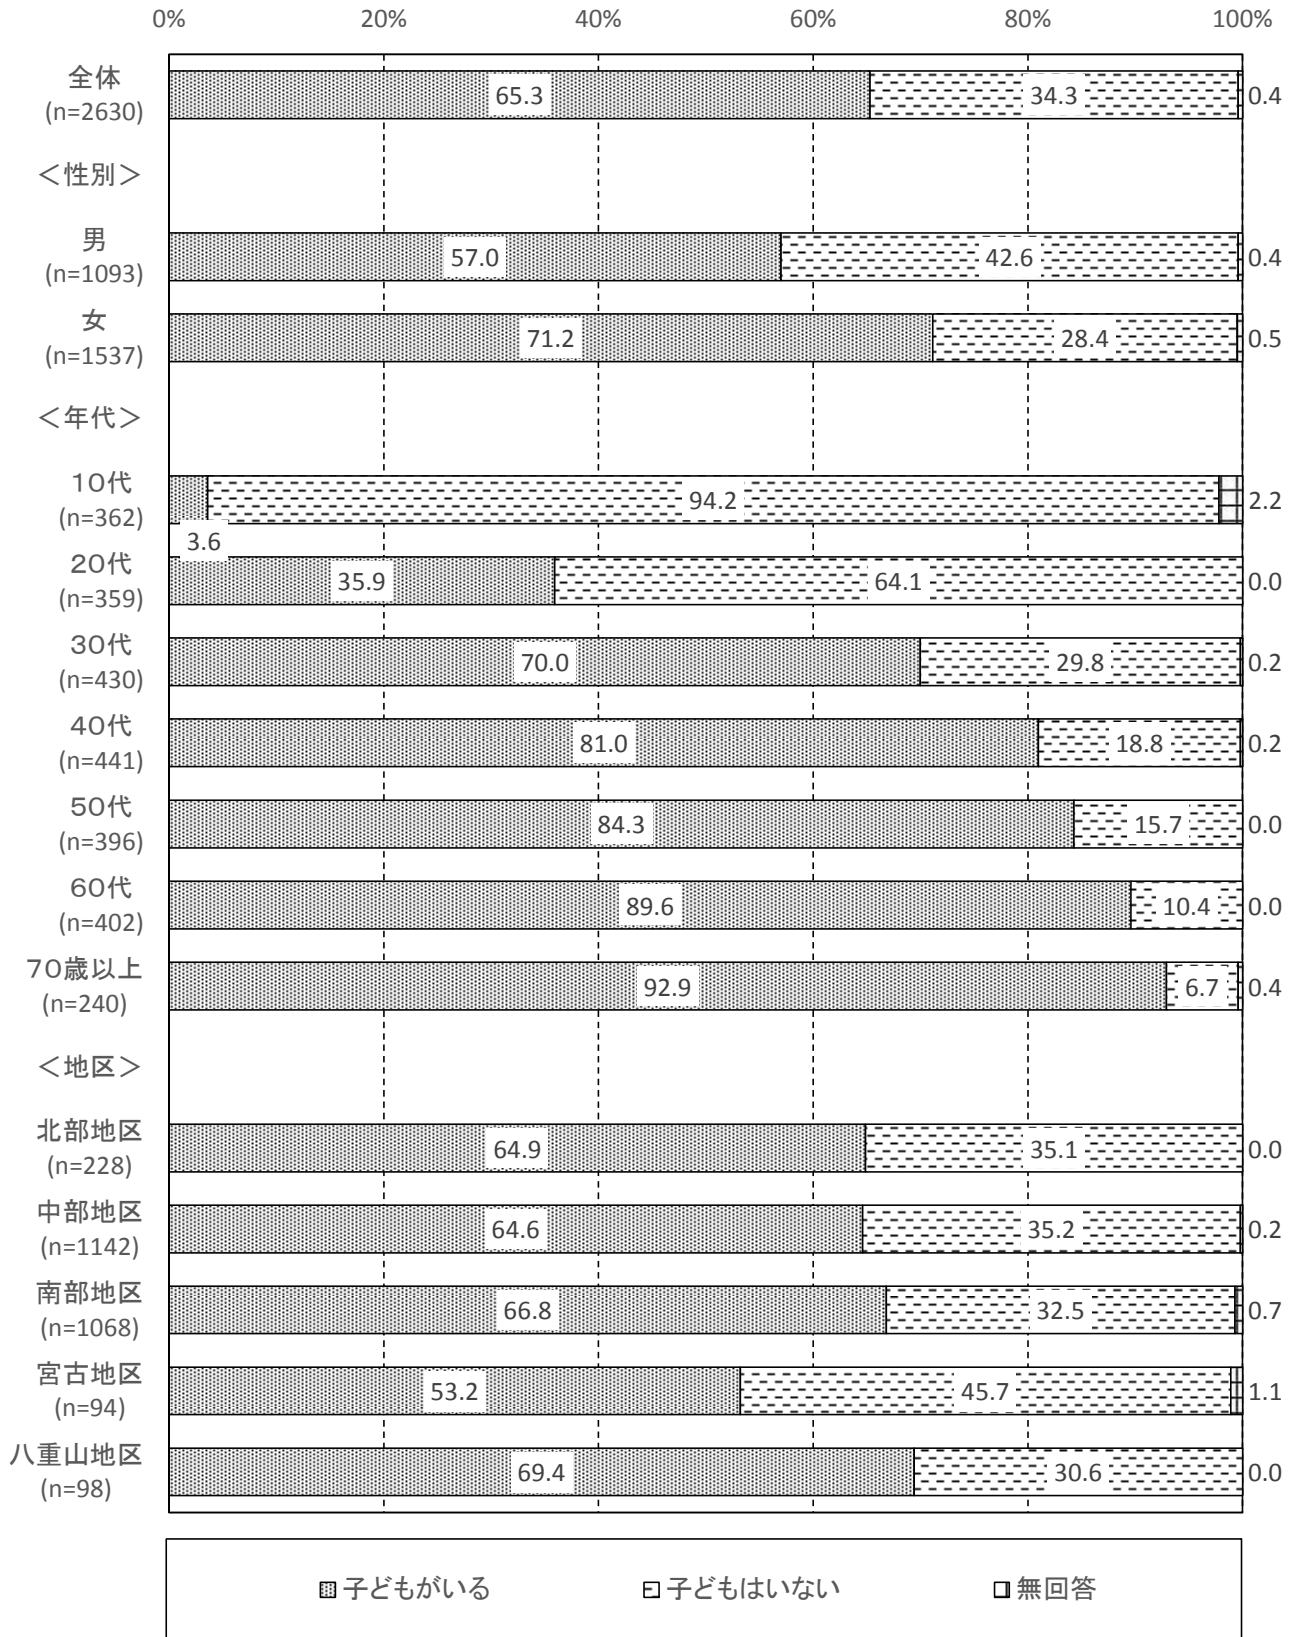 0% 20% 40% 60% 80% 100%
全体
(n=2630)
65.3 34.3 0.4
＜性別＞
男
(n=1093)
57.0 42.6 0.4
女
(n=1537)
71.2 28.4 0.5
＜年代＞
10代
(n=362)
94.2 2.2
3.6
20代
(n=359)
35.9 64.1 0.0
30代
(n=430)
70.0 29.8 0.2
40代
(n=441)
81.0 18.8 0.2
50代
(n=396)
84.3 15.7 0.0
60代
(n=402)
89.6 10.4 0.0
70歳以上
(n=240)
92.9 6.7 0.4
＜地区＞
北部地区
(n=228)
64.9 35.1 0.0
中部地区
(n=1142)
64.6 35.2 0.2
南部地区
(n=1068)
66.8 32.5 0.7
宮古地区
(n=94)
53.2 45.7 1.1
八重山地区
(n=98)
69.4 30.6 0.0
子どもがいる 子どもはいない 無回答